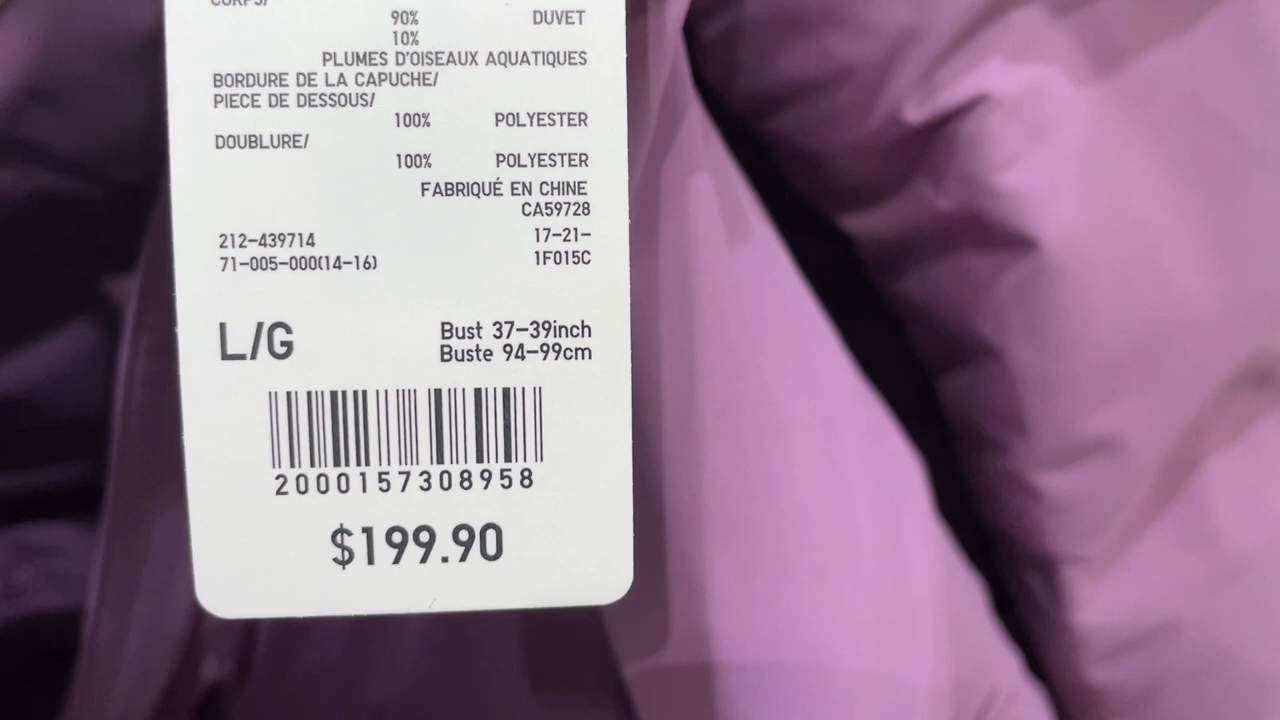 CORPS/
90% DUVET
10%
PLUMES D'OISEAUX AQUATIQUES
BORDURE DE LA CAPUCHE/
PIECE DE DESSOUS/
100% POLYESTER
DOUBLURE/
100% POLYESTER
FABRIQUÉ EN CHINE
CA59728
212-439714 17-21-
71-005-000(14-16) 1F015C
L/G
Bust 37-39inch
Buste 94-99cm
2000157308958
$199.90